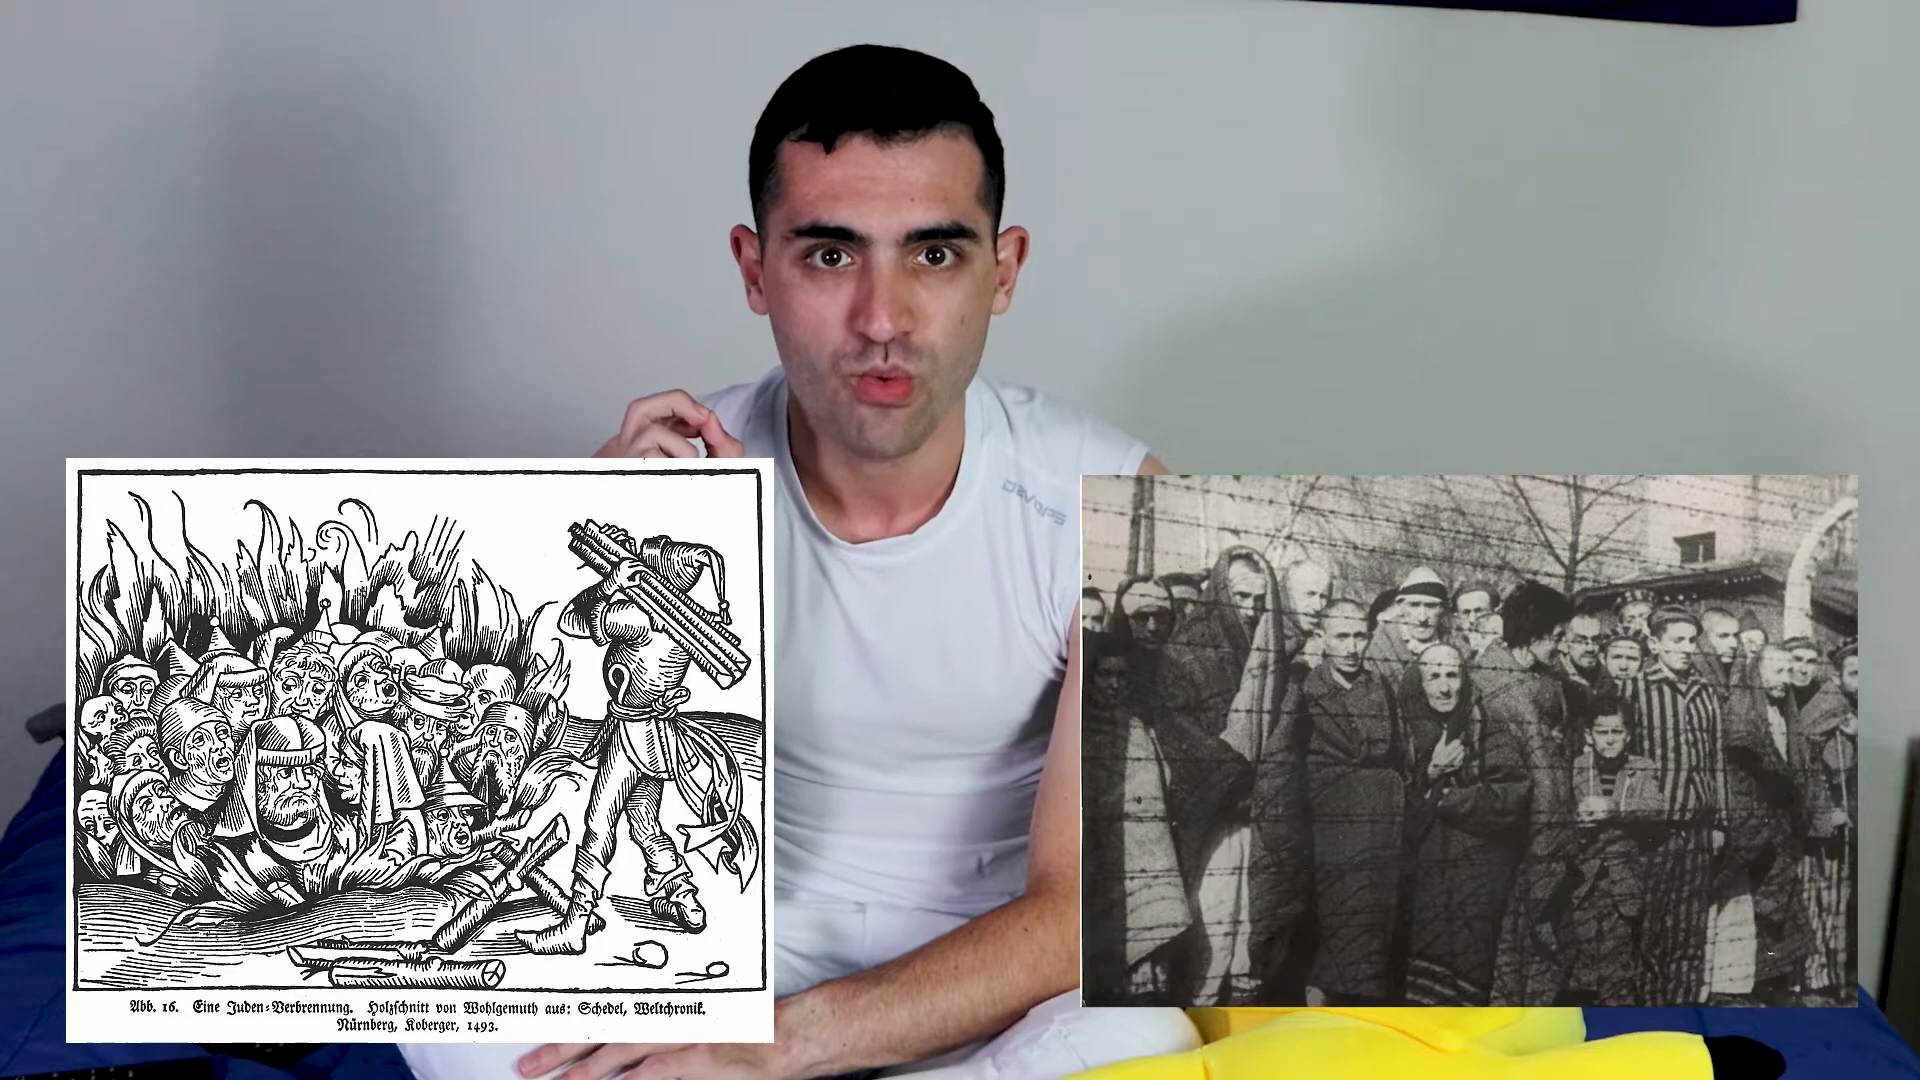 Abb. 16. Eine Juden-Verbrennung. Holzschnitt von Wohlgemuth aus: Schedel, Weltchronik.
Nürnberg, Koberger, 1493.